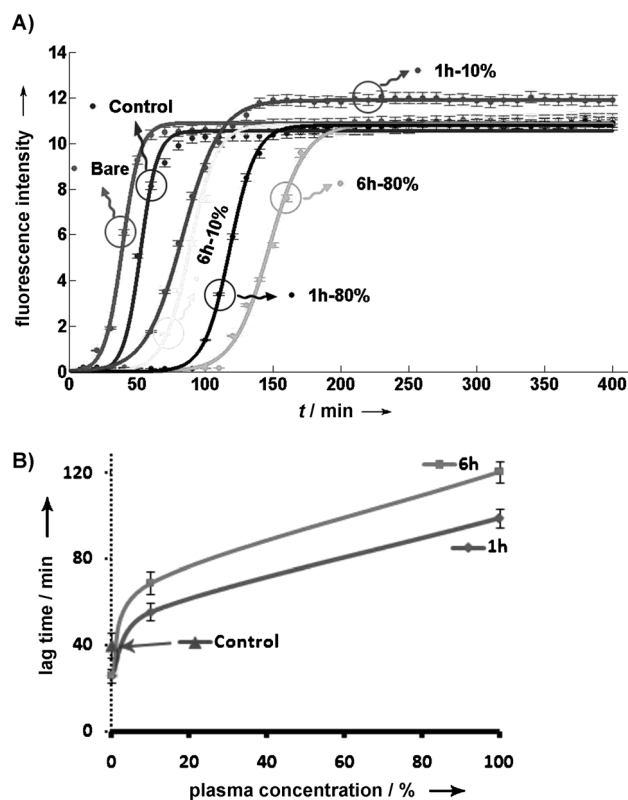 A)
14
12
10
8
6
4
2
0
fluorescence intensity
Control
Bare
1h-10%
6h-80%
6h-10%
1h-80%
0 50 100 150 200 250 300 350 400
t / min
B)
120
80
40
0
lag time / min
6h
1h
Control
0 20 40 60 80 100
plasma concentration / %